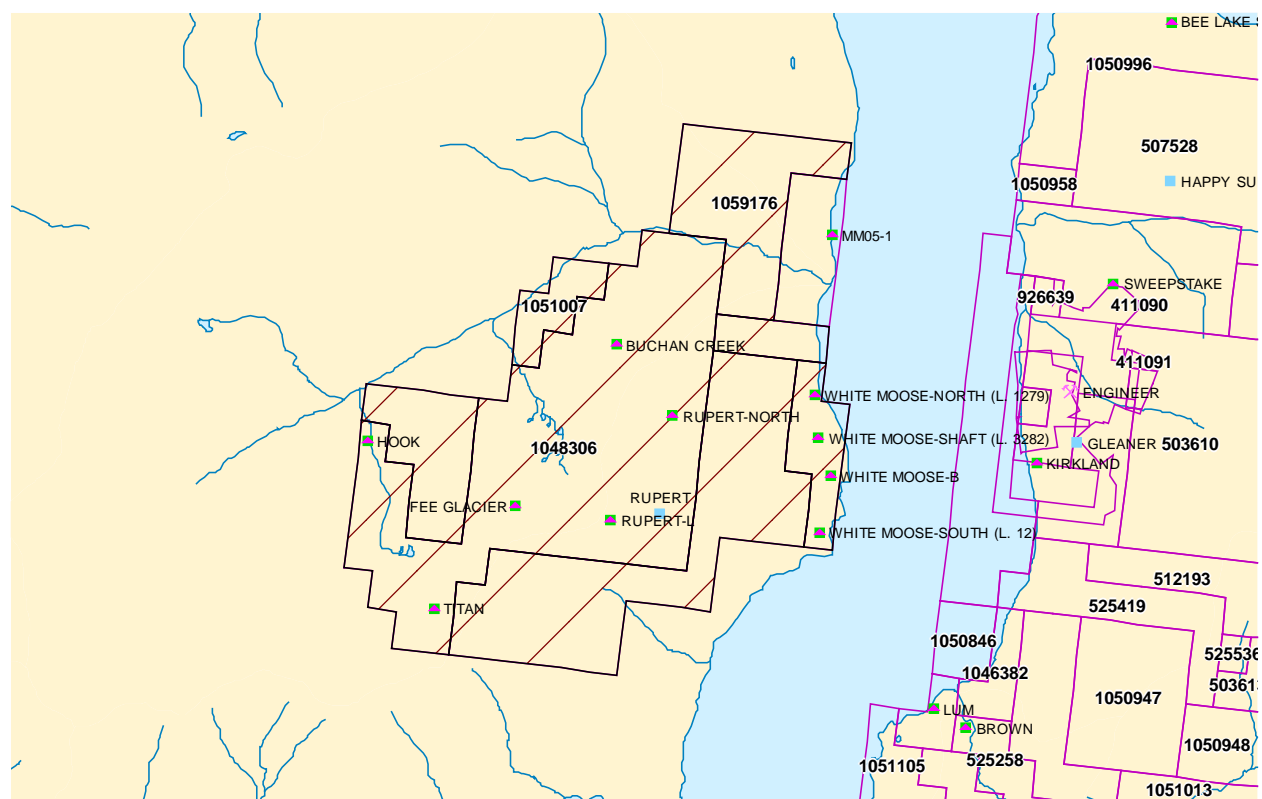 BEE LAKE S
1050996
507528
HAPPY SU
1050958
1059176
MM05-1
SWEEPSTAKE
926639
411090
1051007
BUCHAN CREEK
411091
ENGINEER
WHITE MOOSE-NORTH (L. 1279)
RUPERT-NORTH
WHITE MOOSE-SHAFT (L. 3282)
HOOK
GLEANER
503610
1048306
KIRKLAND
WHITE MOOSE-B
RUPERT
FEE GLACIER
RUPERT-L
WHITE MOOSE-SOUTH (L. 12)
512193
TITAN
525419
1050846
525536
1046382
50361
1050947
LUM
BROWN
1050948
525258
1051105
1051013